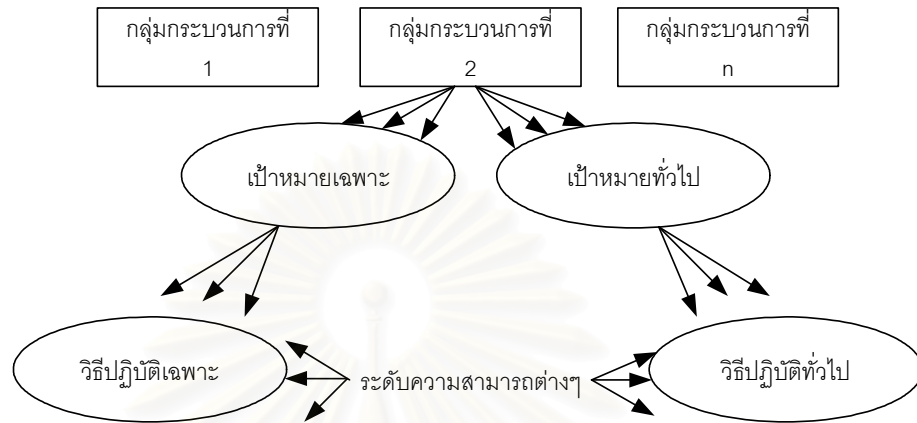 กลุ่มกระบวนการที่ 1
กลุ่มกระบวนการที่ 2
กลุ่มกระบวนการที่ n
เป้าหมายเฉพาะ
เป้าหมายทั่วไป
วิธีปฏิบัติเฉพาะ
ระดับความสามารถต่างๆ
วิธีปฏิบัติทั่วไป